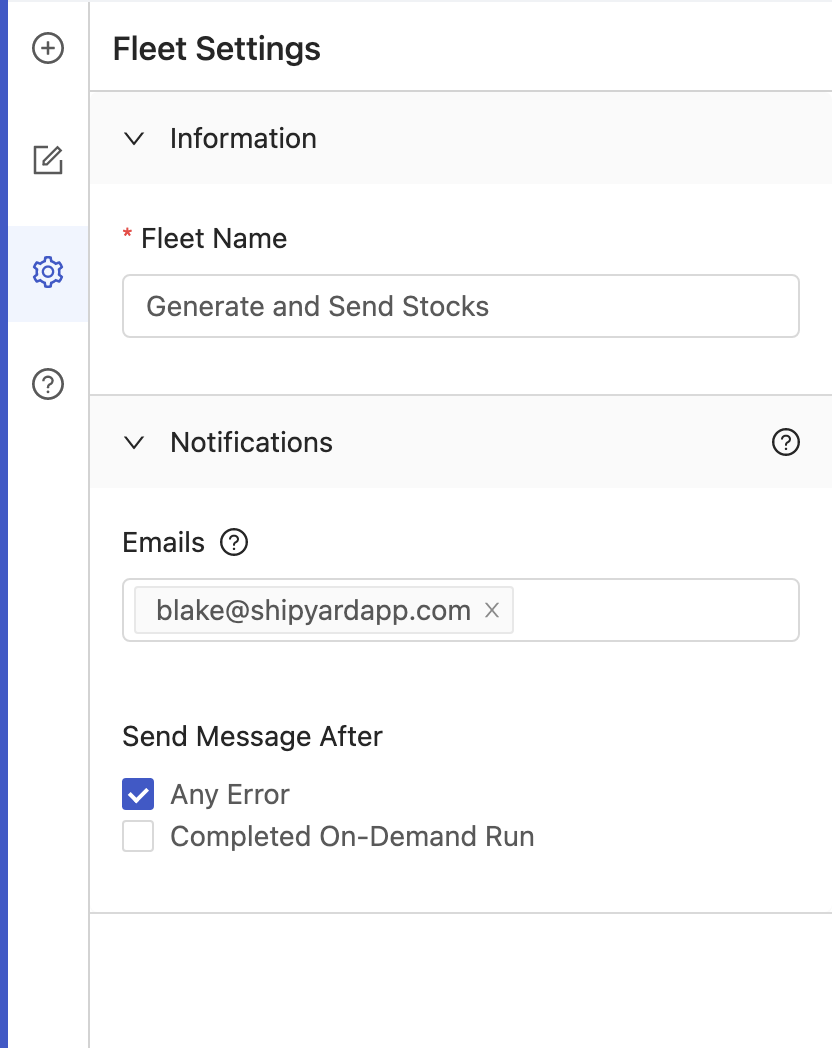 Fleet Settings
Information
* Fleet Name
Generate and Send Stocks
Notifications
Emails
blake@shipyardapp.com
Send Message After
Any Error
Completed On-Demand Run